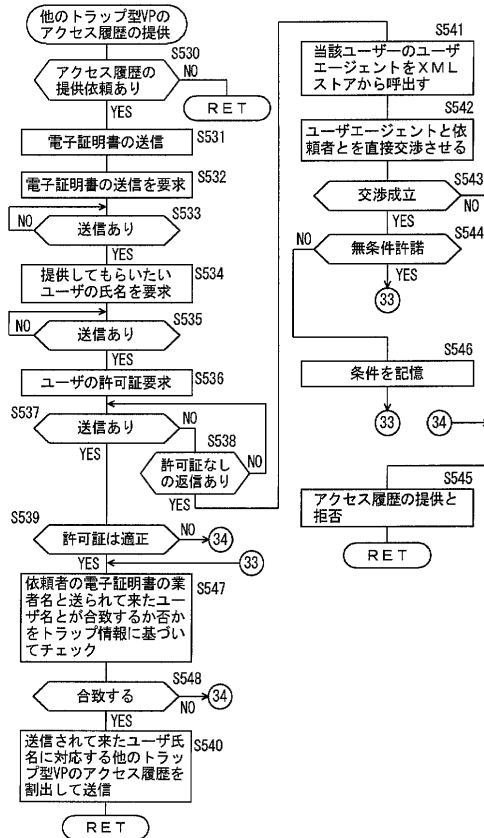 他のトラップ型VPの
アクセス履歴の提供
S530
アクセス履歴の
提供依頼あり
NO
RET
YES
電子証明書の送信
S531
S532
電子証明書の送信を要求
S533
NO
送信あり
YES
S534
提供してもらいたい
ユーザの氏名を要求
S535
NO
送信あり
YES
S536
ユーザの許可証要求
S537
送信あり
NO
YES
S538
許可証なし
の返信あり
NO
YES
S539
許可証は適正
NO
34
YES
33
依頼者の電子証明書の業
者名と送られて来たユー
ザ名とが合致するか否か
をトラップ情報に基づい
てチェック
S547
S548
合致する
NO
34
YES
送信されて来たユーザ氏
名に対応する他のトラッ
プ型VPのアクセス履歴を
割出して送信
S540
RET
S541
当該ユーザーのユーザ
エージェントをXML
ストアから呼出す
S542
ユーザエージェントと依
頼者とを直接交渉させる
S543
交渉成立
NO
YES
S544
無条件許諾
NO
YES
33
S546
条件を記憶
33
34
S545
アクセス履歴の提供と
拒否
RET